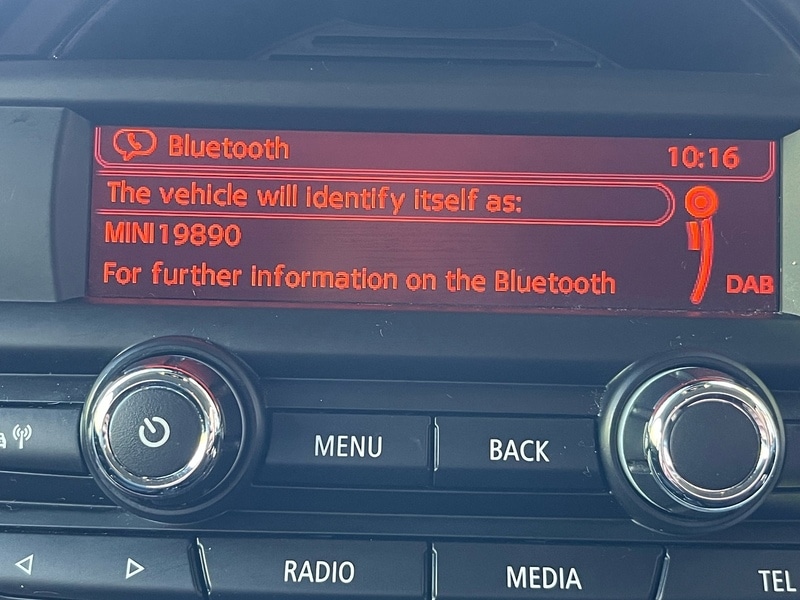 Bluetooth 10:16
The vehicle will identify itself as:
MINI19890
For further information on the Bluetooth
DAB
MENU BACK
RADIO MEDIA TEL